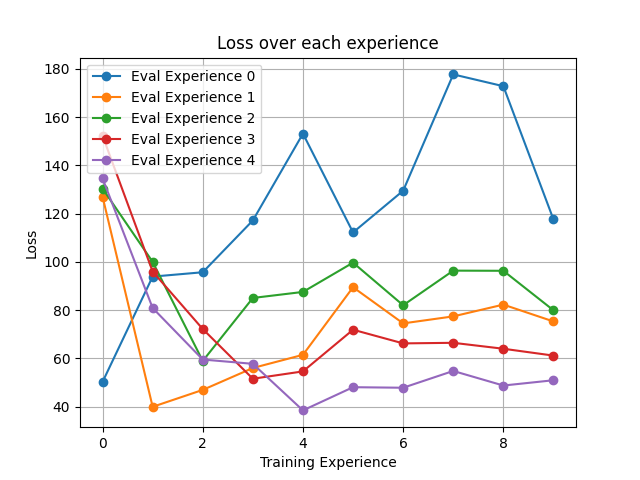 Loss over each experience
Eval Experience 0
Eval Experience 1
Eval Experience 2
Eval Experience 3
Eval Experience 4
180
160
140
120
100
80
60
40
Loss
0 2 4 6 8
Training Experience